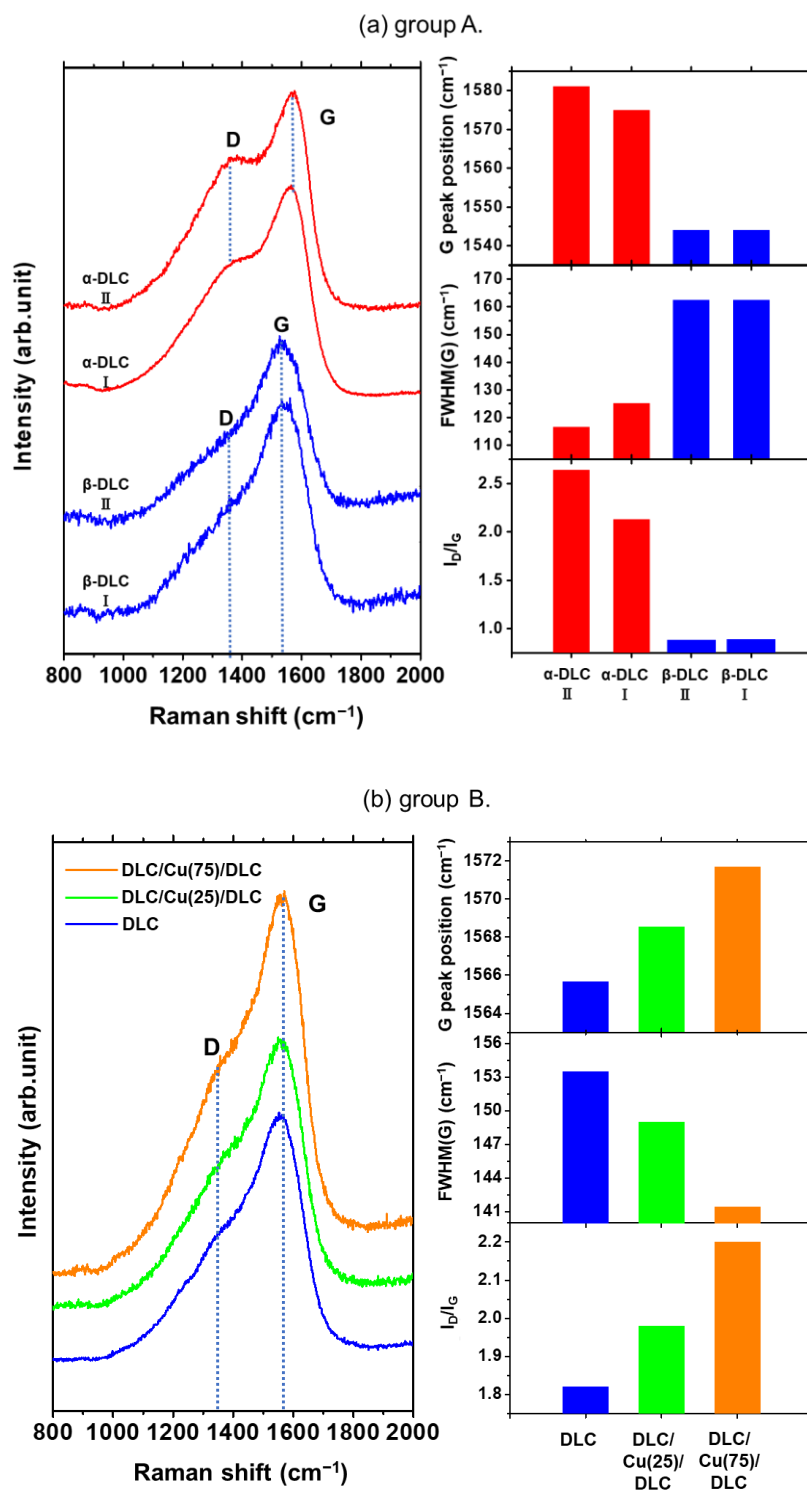 (a) group A.
D
G
α-DLC
Ⅱ
α-DLC
Ⅰ
G
D
β-DLC
Ⅱ
β-DLC
Ⅰ
Intensity (arb.unit)
800 1000 1200 1400 1600 1800 2000
Raman shift (cm⁻¹)
G peak position (cm⁻¹)
1580
1570
1560
1550
1540
FWHM(G) (cm⁻¹)
170
160
150
140
130
120
110
I_D/I_G
2.5
2.0
1.5
1.0
α-DLC α-DLC β-DLC β-DLC
Ⅱ Ⅰ Ⅱ Ⅰ
(b) group B.
DLC/Cu(75)/DLC
DLC/Cu(25)/DLC
DLC
G
D
Intensity (arb.unit)
800 1000 1200 1400 1600 1800 2000
Raman shift (cm⁻¹)
G peak position (cm⁻¹)
1572
1570
1568
1566
1564
FWHM(G) (cm⁻¹)
156
153
150
147
144
141
I_D/I_G
2.2
2.1
2.0
1.9
1.8
DLC DLC/ DLC/
Cu(25)/ Cu(75)/
DLC DLC